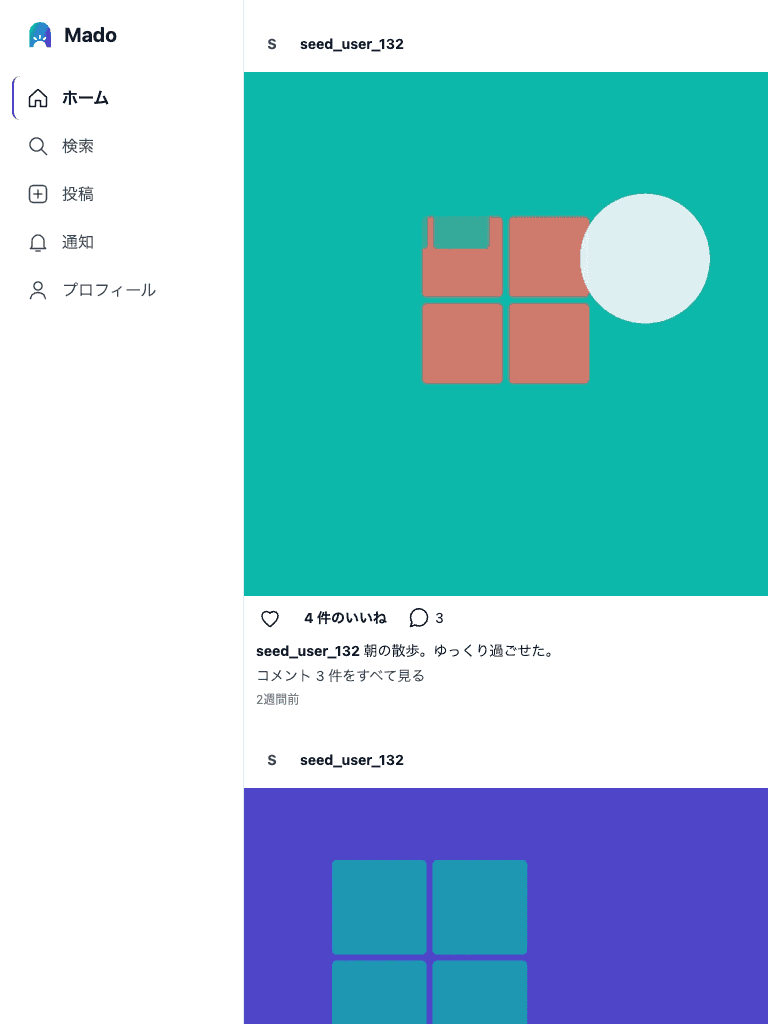 Mado
ホーム
検索
投稿
通知
プロフィール
S seed_user_132
4 件のいいね 3
seed_user_132 朝の散歩。ゆっくり過ごせた。
コメント 3 件をすべて見る
2週間前
S seed_user_132